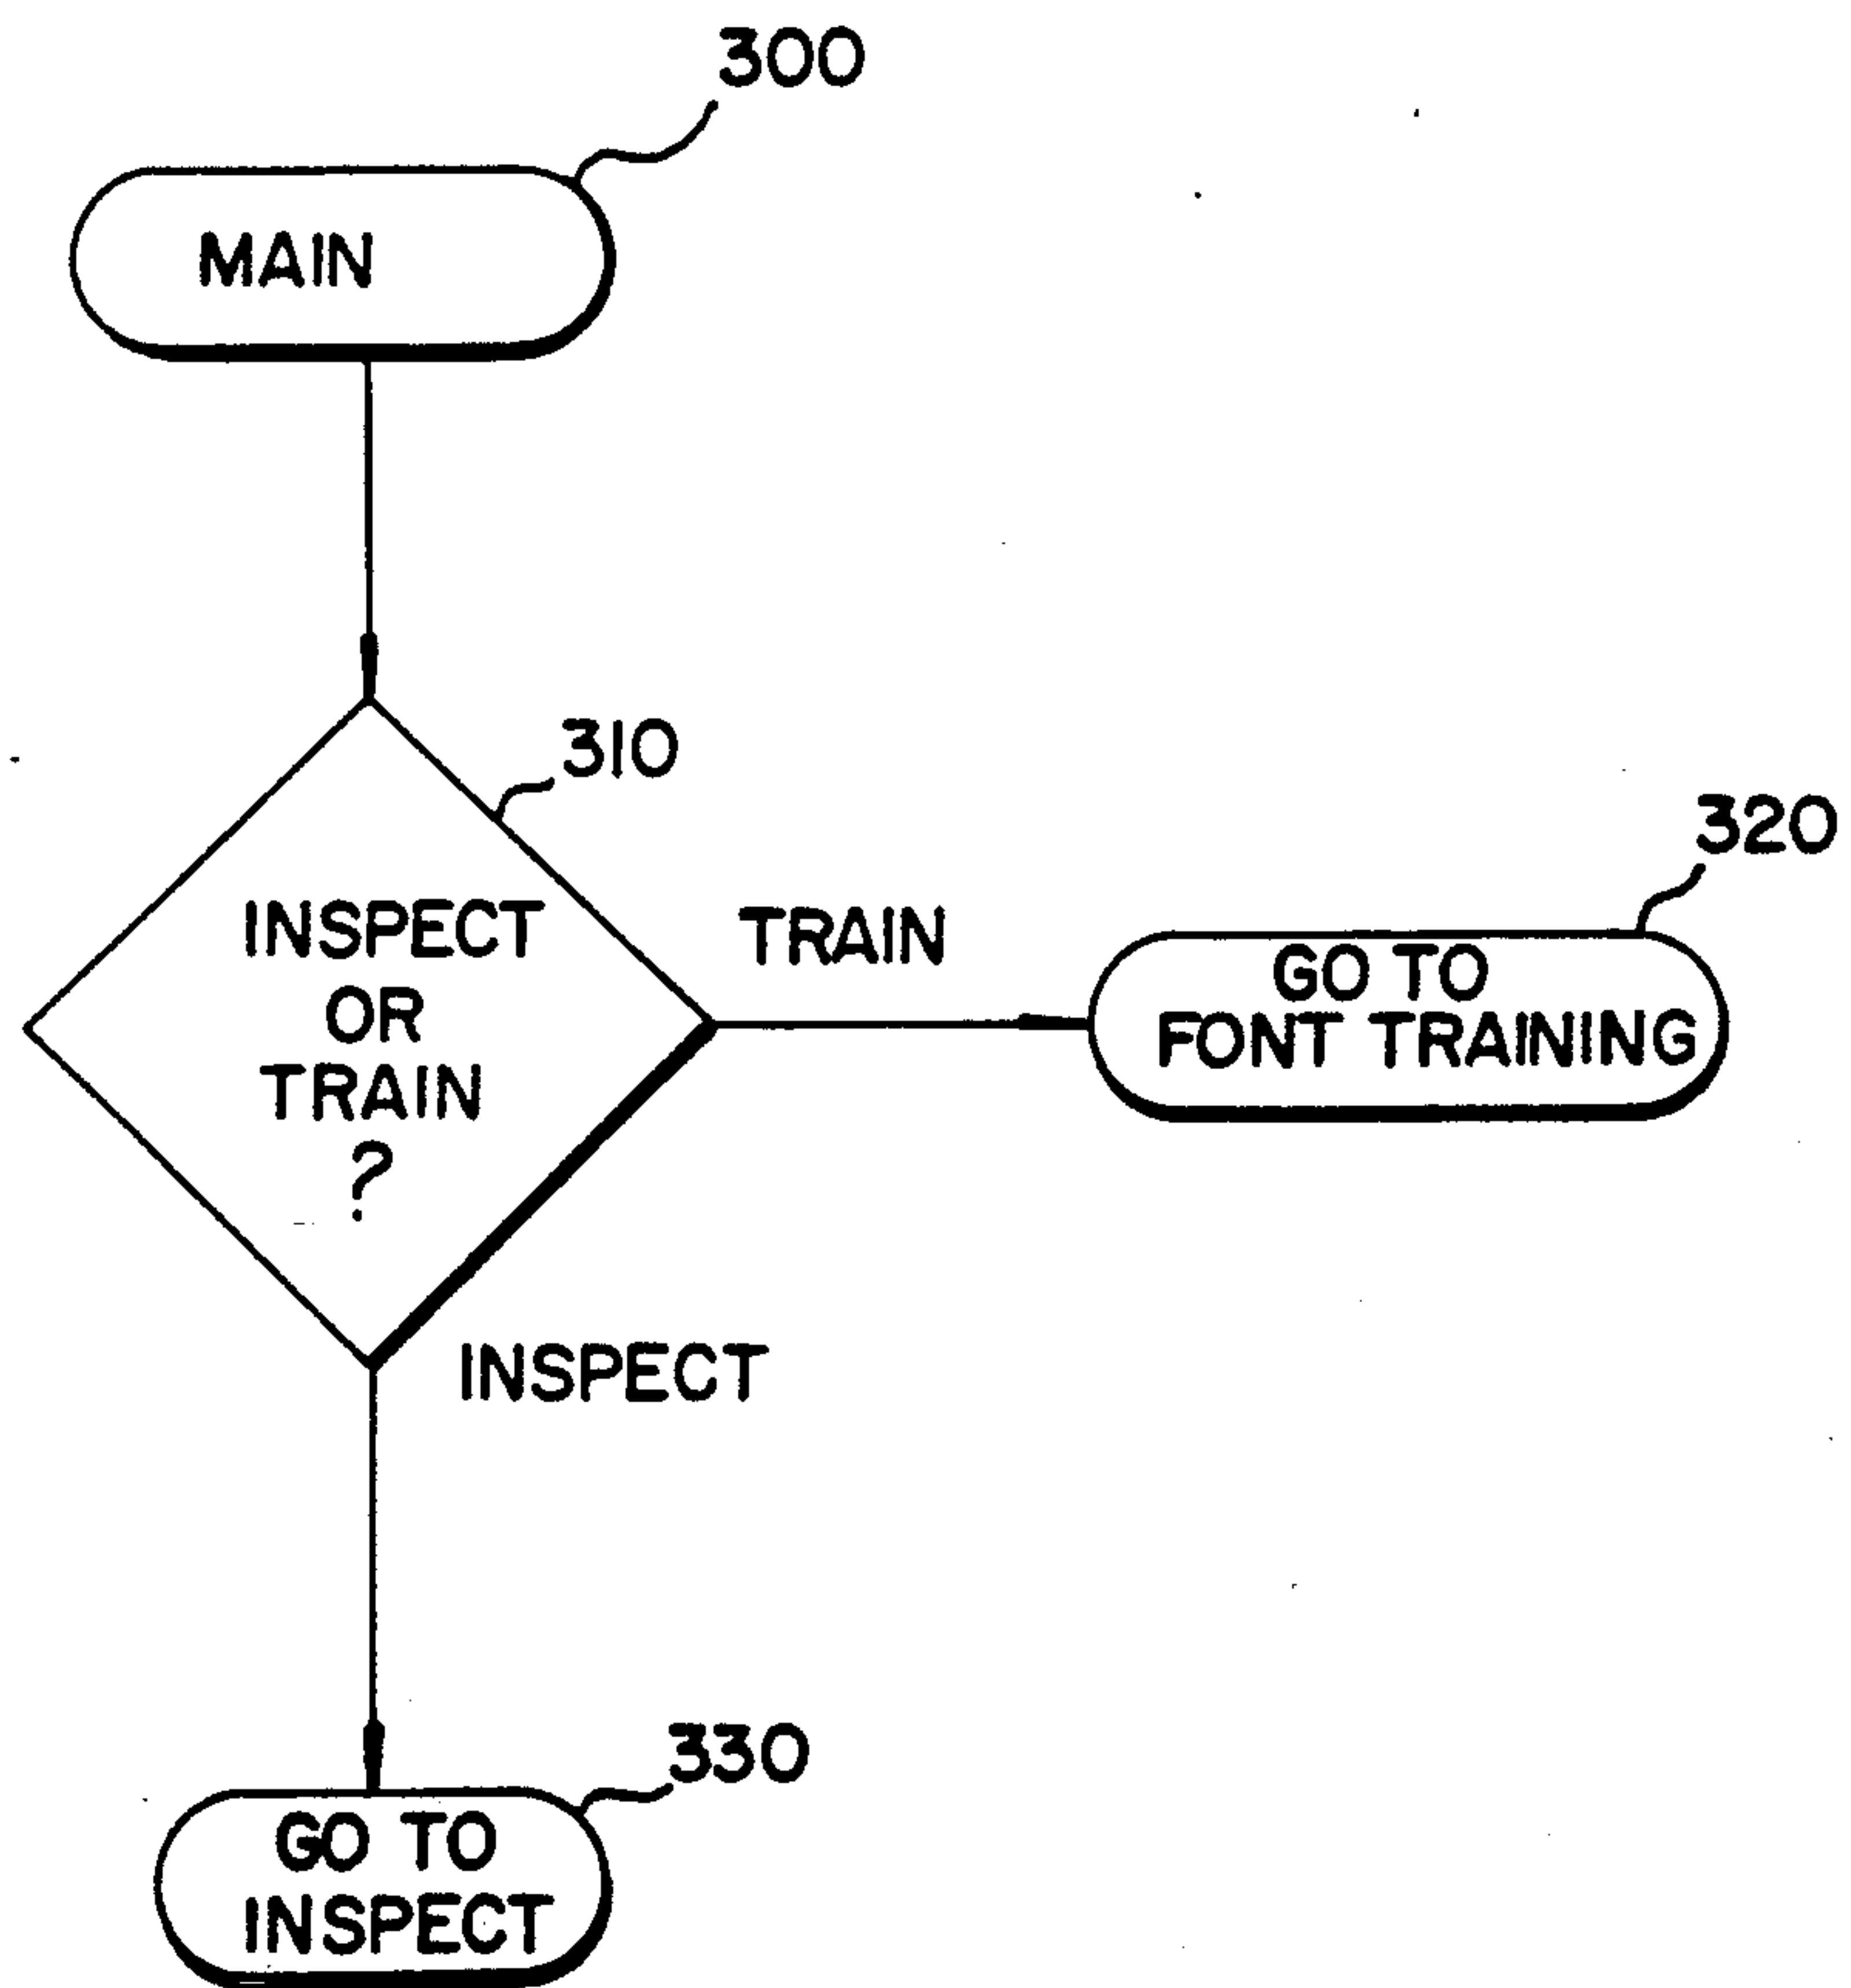 300
MAIN
310
INSPECT
OR
TRAIN
?
TRAIN
320
GO TO
FONT TRAINING
INSPECT
330
GO TO
INSPECT